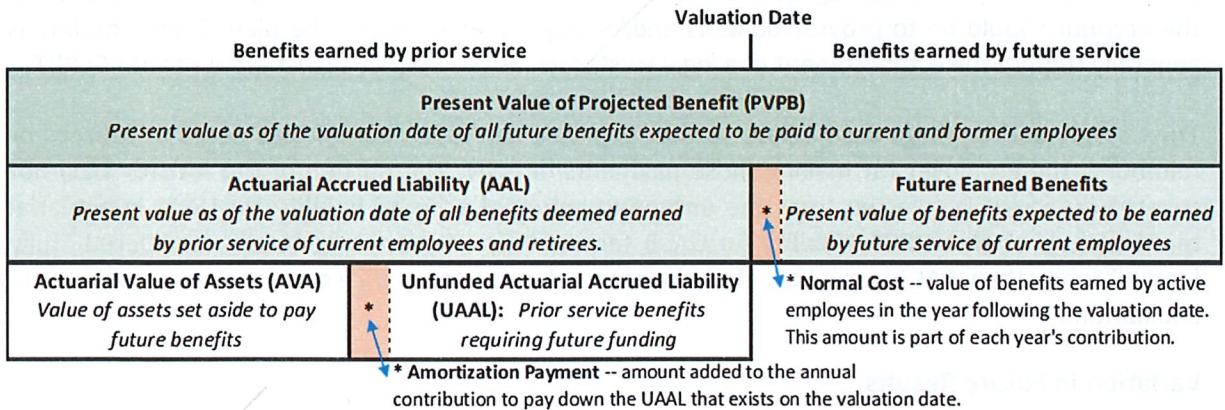 Valuation Date
Benefits earned by prior service
Benefits earned by future service
Present Value of Projected Benefit (PVPB)
Present value as of the valuation date of all future benefits expected to be paid to current and former employees
Actuarial Accrued Liability (AAL)
Present value as of the valuation date of all benefits deemed earned
by prior service of current employees and retirees.
*
Future Earned Benefits
Present value of benefits expected to be earned
by future service of current employees
Actuarial Value of Assets (AVA)
Value of assets set aside to pay
future benefits
*
Unfunded Actuarial Accrued Liability
(UAAL): Prior service benefits
requiring future funding
* Normal Cost -- value of benefits earned by active
employees in the year following the valuation date.
This amount is part of each year's contribution.
* Amortization Payment -- amount added to the annual
contribution to pay down the UAAL that exists on the valuation date.